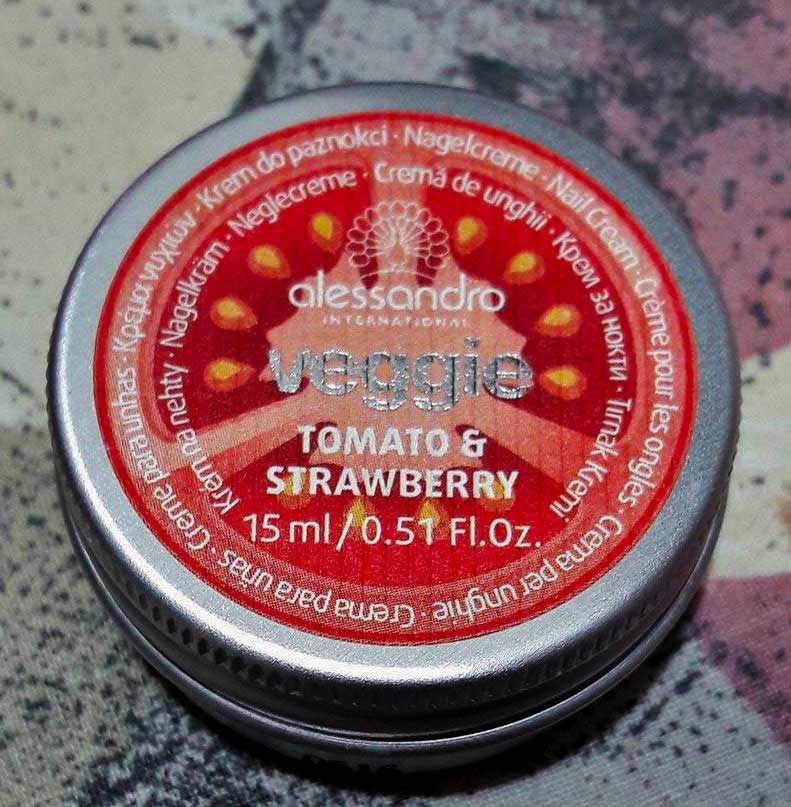 Krem do paznokci · Nagelcreme · Nail Cream · Crème pour les ongles · Crema per unghie · Crema para uñas · Creme para unhas · Κρέμα νυχιών ·
Neglecreme · Cremă de unghii · Крем за нокти · Tırnak Kremi
Krém na nehty · Nagelkräm ·
alessandro
INTERNATIONAL
veggie
TOMATO &
STRAWBERRY
15 ml / 0.51 Fl.Oz.